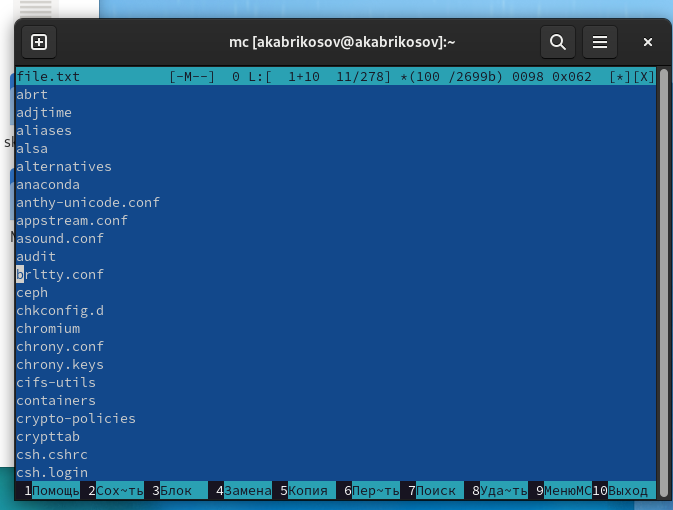 mc [akabrikosov@akabrikosov]:~
file.txt [-M--] 0 L:[ 1+10 11/278] *(100 /2699b) 0098 0x062 [*][X]
abrt
adjtime
aliases
alsa
alternatives
anaconda
anthy-unicode.conf
appstream.conf
asound.conf
audit
brltty.conf
ceph
chkconfig.d
chromium
chrony.conf
chrony.keys
cifs-utils
containers
crypto-policies
crypttab
csh.cshrc
csh.login
1Помощь 2Сох~ть 3Блок 4Замена 5Копия 6Пер~ть 7Поиск 8Уда~ть 9МенюMC 10Выход